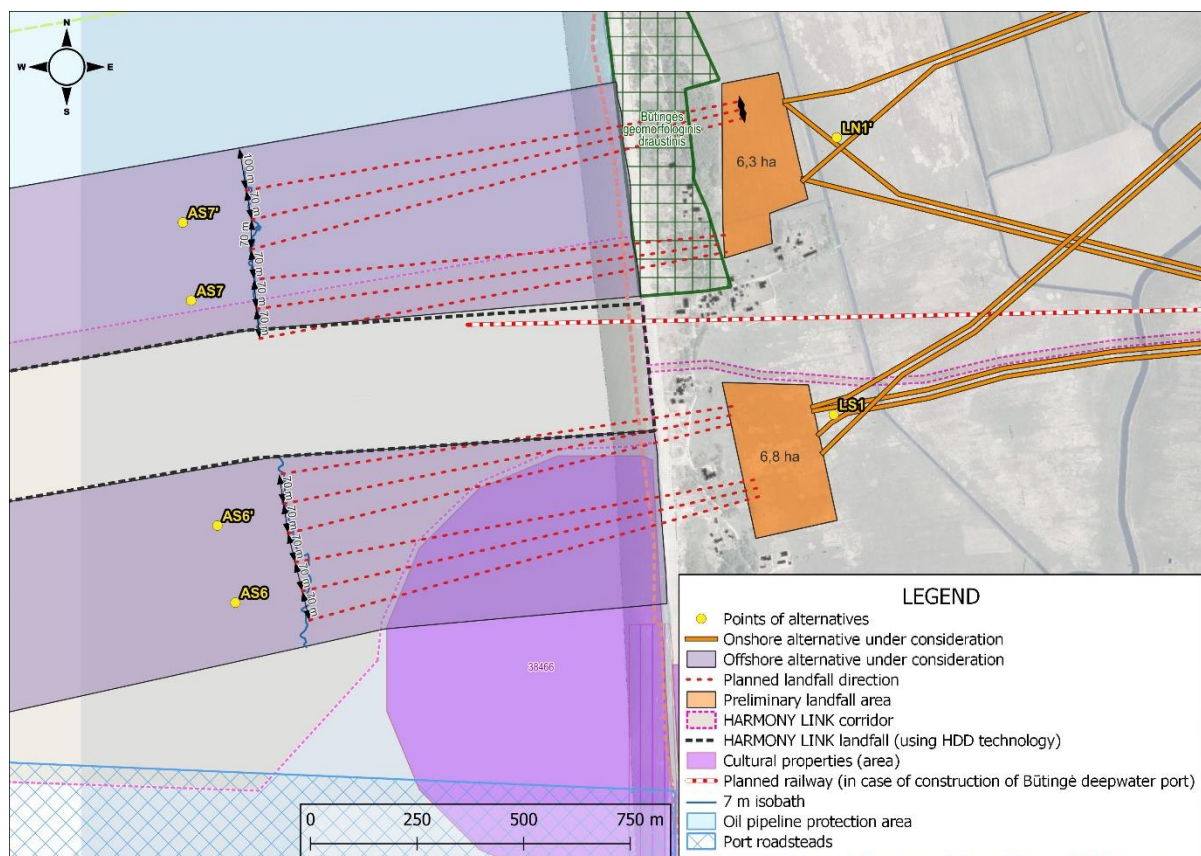 N
W
E
S
Būtingės
geomorfologinis
draustinis
LN1'
6,3 ha
100 m
70 m
70 m
70 m
70 m
70 m
AS7'
AS7
LS1
6,8 ha
70 m
70 m
70 m
70 m
70 m
AS6'
AS6
38466
0
250
500
750 m
LEGEND
Points of alternatives
Onshore alternative under consideration
Offshore alternative under consideration
Planned landfall direction
Preliminary landfall area
HARMONY LINK corridor
HARMONY LINK landfall (using HDD technology)
Cultural properties (area)
Planned railway (in case of construction of Būtingė deepwater port)
7 m isobath
Oil pipeline protection area
Port roadsteads